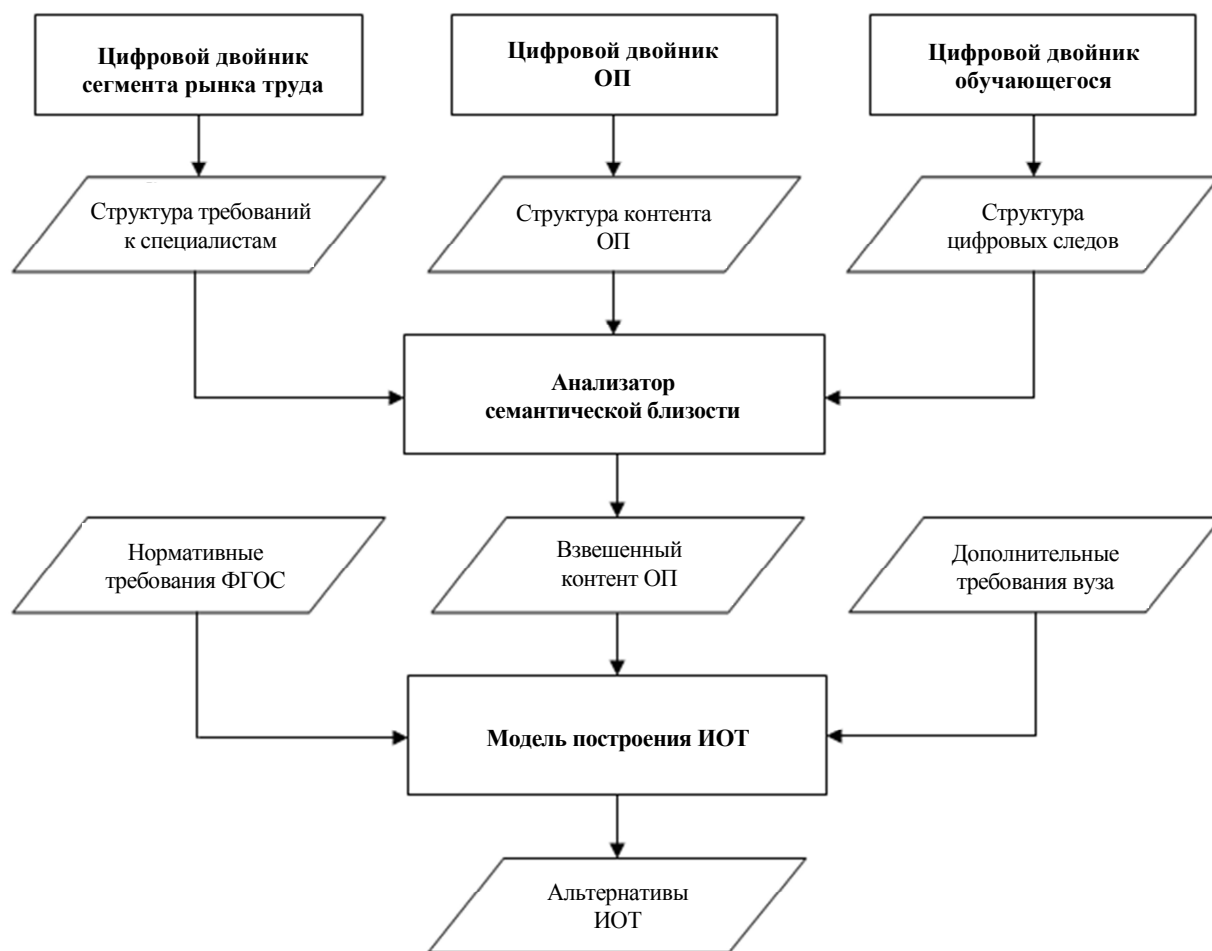 Цифровой двойник
сегмента рынка труда
Цифровой двойник
ОП
Цифровой двойник
обучающегося
Структура требований
к специалистам
Структура контента
ОП
Структура
цифровых следов
Анализатор
семантической близости
Нормативные
требования ФГОС
Взвешенный
контент ОП
Дополнительные
требования вуза
Модель построения ИОТ
Альтернативы
ИОТ